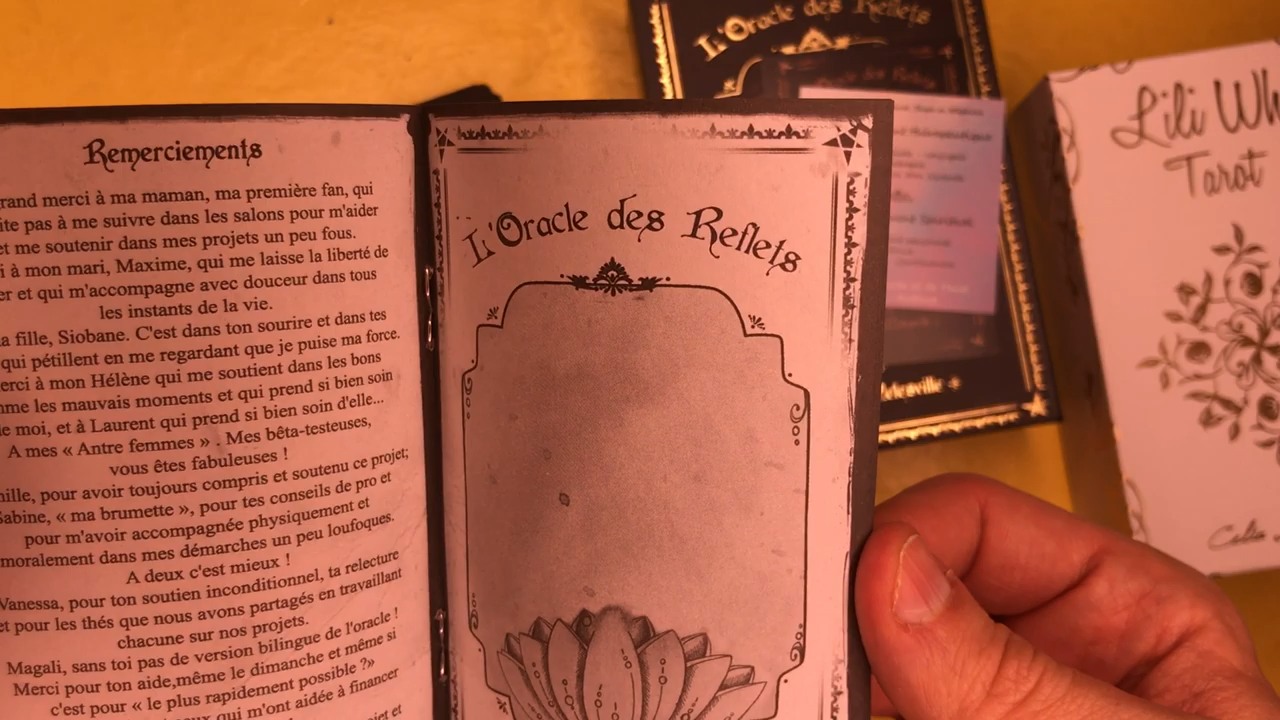 Remerciements
rand merci à ma maman, ma première fan, qui
ite pas à me suivre dans les salons pour m'aider
et me soutenir dans mes projets un peu fous.
i à mon mari, Maxime, qui me laisse la liberté de
er et qui m'accompagne avec douceur dans tous
les instants de la vie.
a fille, Siobane. C'est dans ton sourire et dans tes
qui pétillent en me regardant que je puise ma force.
erci à mon Hélène qui me soutient dans les bons
me les mauvais moments et qui prend si bien soin
e moi, et à Laurent qui prend si bien soin d'elle...
A mes « Antre femmes » . Mes bêta-testeuses,
vous êtes fabuleuses !
ille, pour avoir toujours compris et soutenu ce projet;
Sabine, « ma brumette », pour tes conseils de pro et
pour m'avoir accompagnée physiquement et
moralement dans mes démarches un peu loufoques.
A deux c'est mieux !
Vanessa, pour ton soutien inconditionnel, ta relecture
et pour les thés que nous avons partagés en travaillant
chacune sur nos projets.
Magali, sans toi pas de version bilingue de l'oracle !
Merci pour ton aide,même le dimanche et même si
c'est pour « le plus rapidement possible ?»
qui m'ont aidée à financer
et
L'Oracle des Reflets
L'Oracle des Reflets
Lili Wh
Tarot